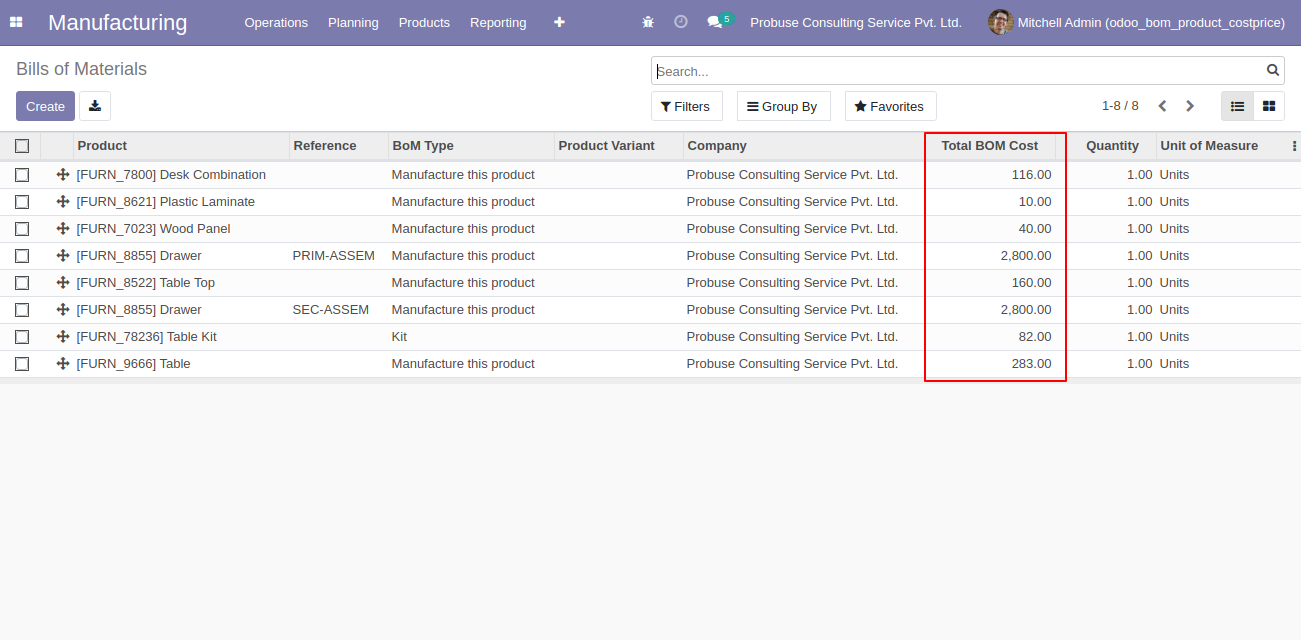 Manufacturing Operations Planning Products Reporting 5 Probuse Consulting Service Pvt. Ltd. Mitchell Admin (odoo_bom_product_costprice)
Bills of Materials Search...
Create Filters Group By Favorites 1-8 / 8
Product Reference BoM Type Product Variant Company Total BOM Cost Quantity Unit of Measure
[FURN_7800] Desk Combination Manufacture this product Probuse Consulting Service Pvt. Ltd. 116.00 1.00 Units
[FURN_8621] Plastic Laminate Manufacture this product Probuse Consulting Service Pvt. Ltd. 10.00 1.00 Units
[FURN_7023] Wood Panel Manufacture this product Probuse Consulting Service Pvt. Ltd. 40.00 1.00 Units
[FURN_8855] Drawer PRIM-ASSEM Manufacture this product Probuse Consulting Service Pvt. Ltd. 2,800.00 1.00 Units
[FURN_8522] Table Top Manufacture this product Probuse Consulting Service Pvt. Ltd. 160.00 1.00 Units
[FURN_8855] Drawer SEC-ASSEM Manufacture this product Probuse Consulting Service Pvt. Ltd. 2,800.00 1.00 Units
[FURN_78236] Table Kit Kit Probuse Consulting Service Pvt. Ltd. 82.00 1.00 Units
[FURN_9666] Table Manufacture this product Probuse Consulting Service Pvt. Ltd. 283.00 1.00 Units